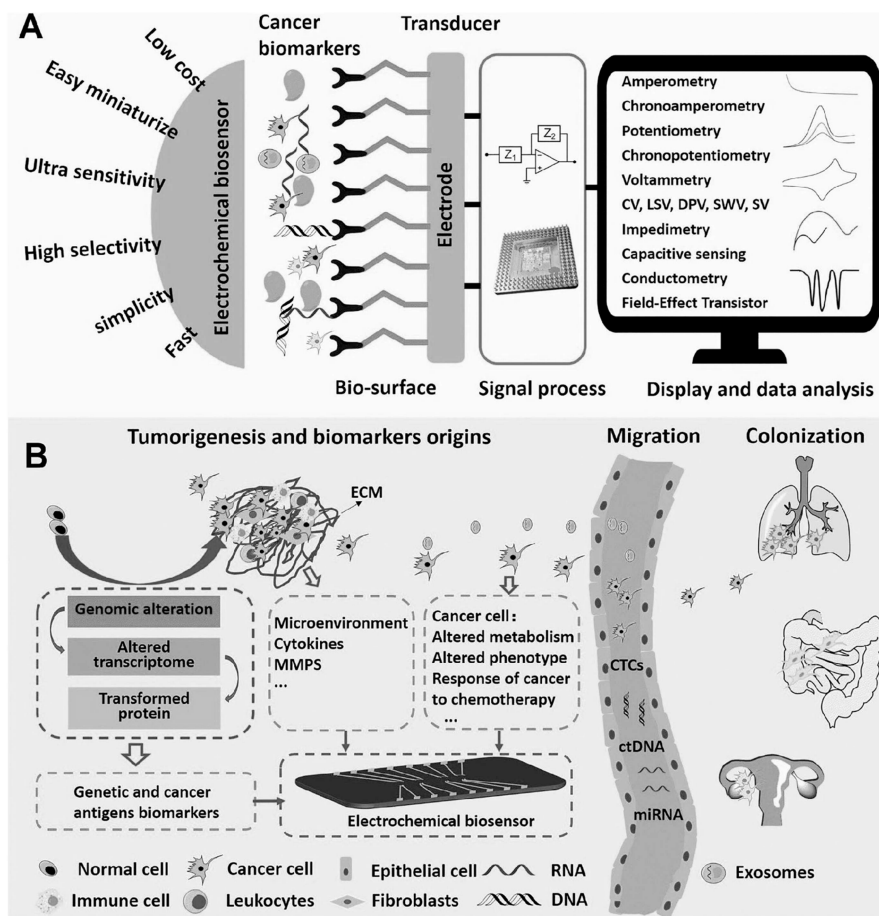 A
Low cost
Easy miniaturize
Ultra sensitivity
High selectivity
simplicity
Fast
Electrochemical biosensor
Cancer
biomarkers
Transducer
Electrode
Z1
Z2
Bio-surface
Signal process
Amperometry
Chronoamperometry
Potentiometry
Chronopotentiometry
Voltammetry
CV, LSV, DPV, SWV, SV
Impedimetry
Capacitive sensing
Conductometry
Field-Effect Transistor
Display and data analysis
B
Tumorigenesis and biomarkers origins
Migration
Colonization
ECM
Genomic alteration
Altered
transcriptome
Transformed
protein
Microenvironment
Cytokines
MMPS
...
Cancer cell:
Altered metabolism
Altered phenotype
Response of cancer
to chemotherapy
...
CTCs
ctDNA
miRNA
Genetic and cancer
antigens biomarkers
Electrochemical biosensor
Normal cell
Cancer cell
Epithelial cell
RNA
Exosomes
Immune cell
Leukocytes
Fibroblasts
DNA